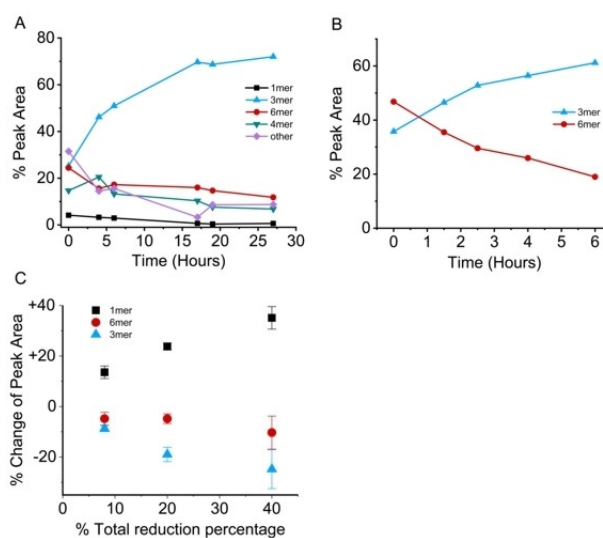 A
80
60
40
20
0
% Peak Area
0 5 10 15 20 25 30
Time (Hours)
1mer
3mer
6mer
4mer
other
B
60
40
20
0
% Peak Area
0 1 2 3 4 5 6
Time (Hours)
3mer
6mer
C
+40
+20
0
-20
% Change of Peak Area
0 10 20 30 40
% Total reduction percentage
1mer
6mer
3mer